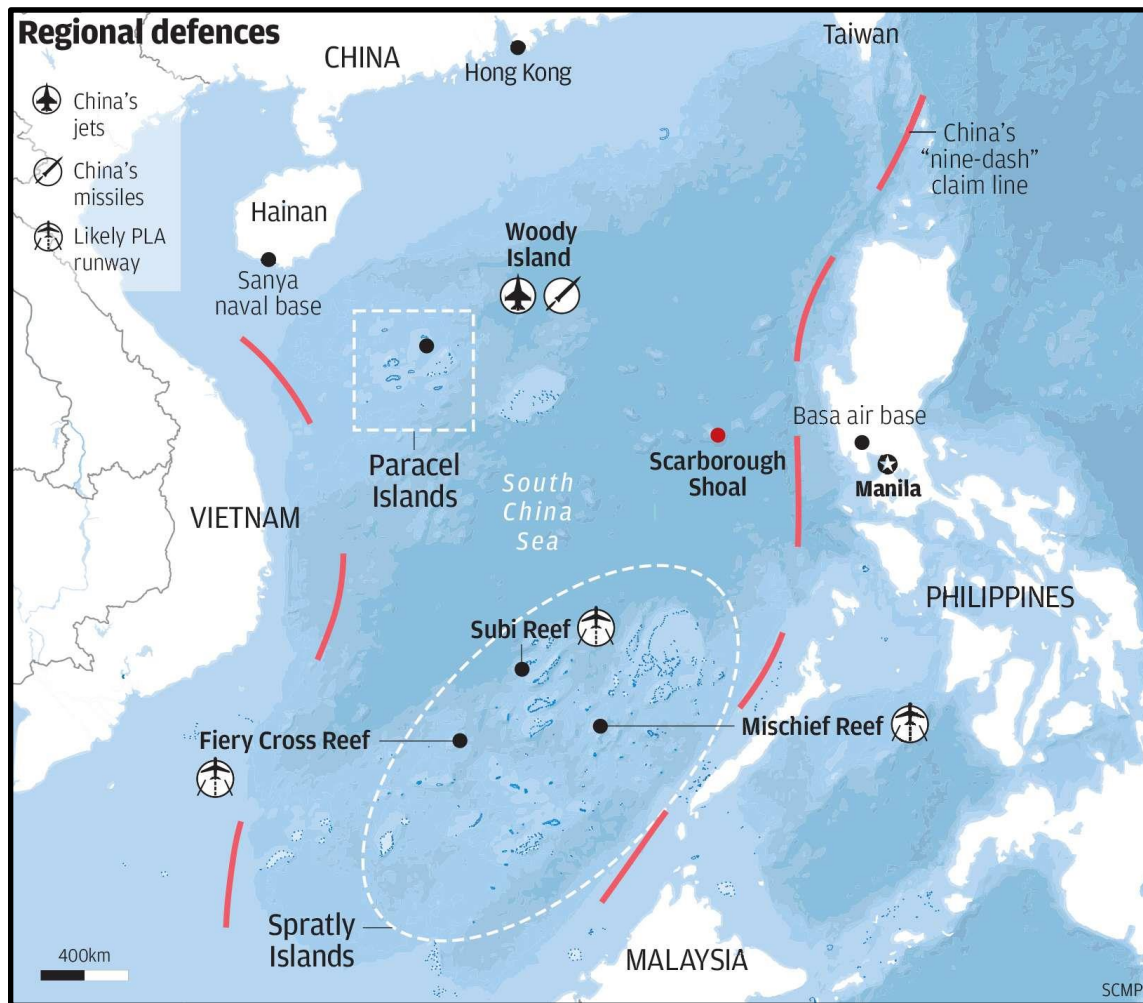 Regional defences
China's
jets
China's
missiles
Likely PLA
runway
CHINA
Hong Kong
Taiwan
China's
"nine-dash"
claim line
Hainan
Sanya
naval base
Woody
Island
Paracel
Islands
VIETNAM
South
China
Sea
Scarborough
Shoal
Basa air base
Manila
PHILIPPINES
Subi Reef
Fiery Cross Reef
Mischief Reef
Spratly
Islands
MALAYSIA
400km
SCMP